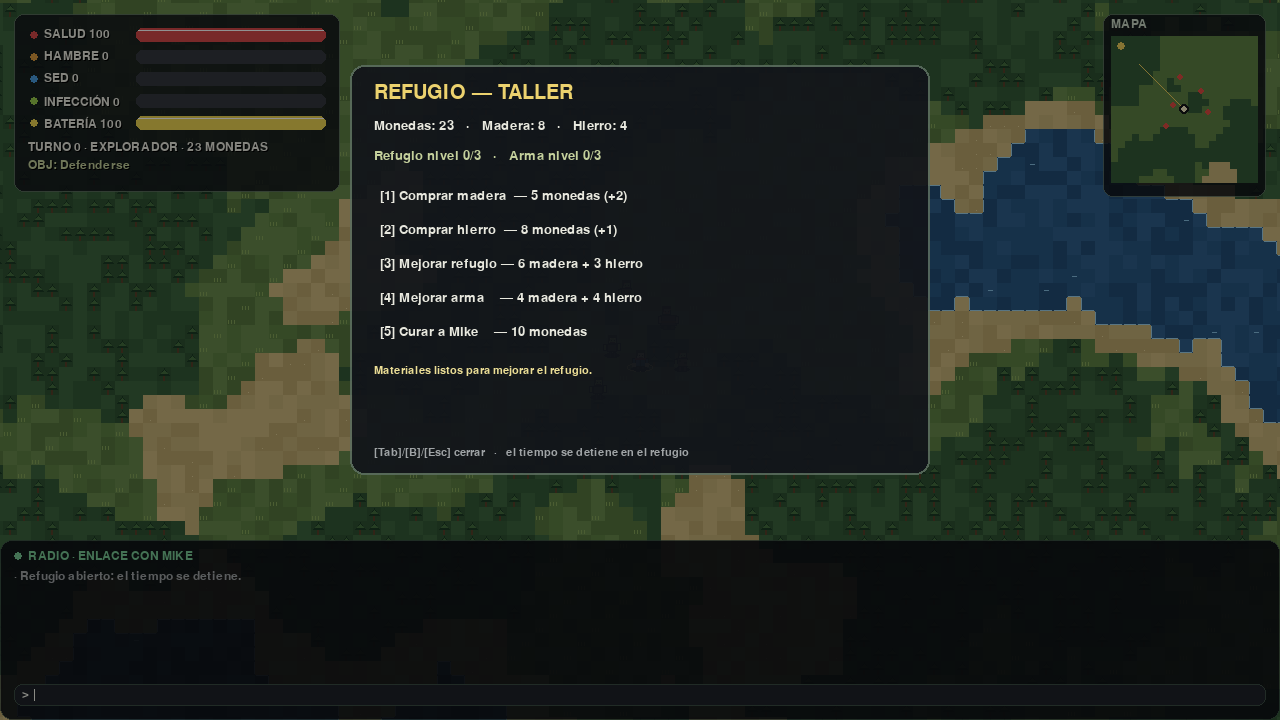 SALUD 100
HAMBRE 0
SED 0
INFECCIÓN 0
BATERÍA 100
TURNO 0 · EXPLORADOR · 23 MONEDAS
OBJ: Defenderse
MAPA
REFUGIO — TALLER
Monedas: 23 · Madera: 8 · Hierro: 4
Refugio nivel 0/3 · Arma nivel 0/3
[1] Comprar madera — 5 monedas (+2)
[2] Comprar hierro — 8 monedas (+1)
[3] Mejorar refugio — 6 madera + 3 hierro
[4] Mejorar arma — 4 madera + 4 hierro
[5] Curar a Mike — 10 monedas
Materiales listos para mejorar el refugio.
[Tab]/[B]/[Esc] cerrar · el tiempo se detiene en el refugio
RADIO · ENLACE CON MIKE
· Refugio abierto: el tiempo se detiene.
>